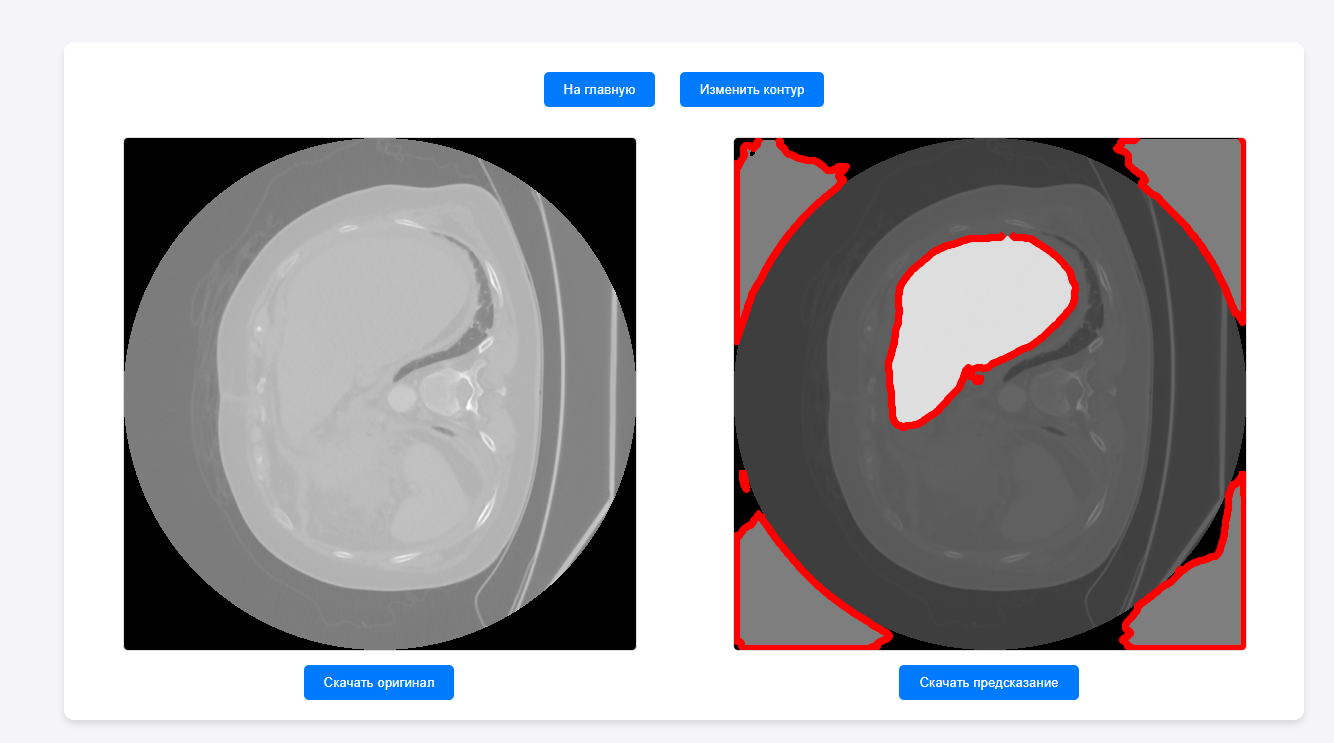 На главную
Изменить контур
Скачать оригинал
Скачать предсказание